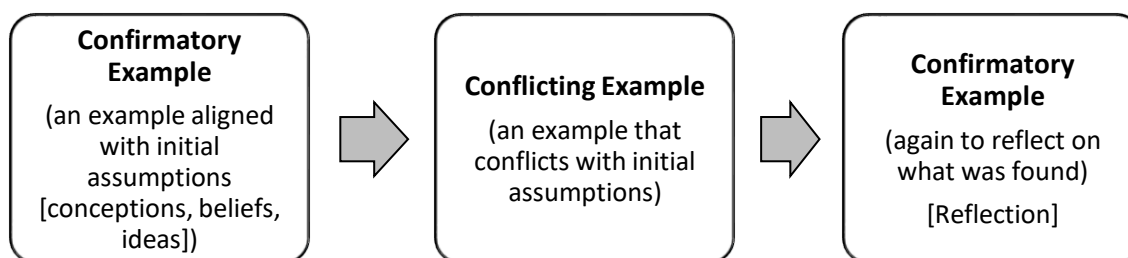 Confirmatory
Example
(an example aligned
with initial
assumptions
[conceptions, beliefs,
ideas])
Conflicting Example
(an example that
conflicts with initial
assumptions)
Confirmatory
Example
(again to reflect on
what was found)
[Reflection]